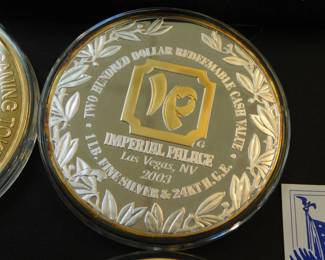 TWO HUNDRED DOLLAR REDEEMABLE CASH VALUE
IP
G
IMPERIAL PALACE
Las Vegas, NV
2003
1 LB. FINE SILVER & 24KT H.G.E.